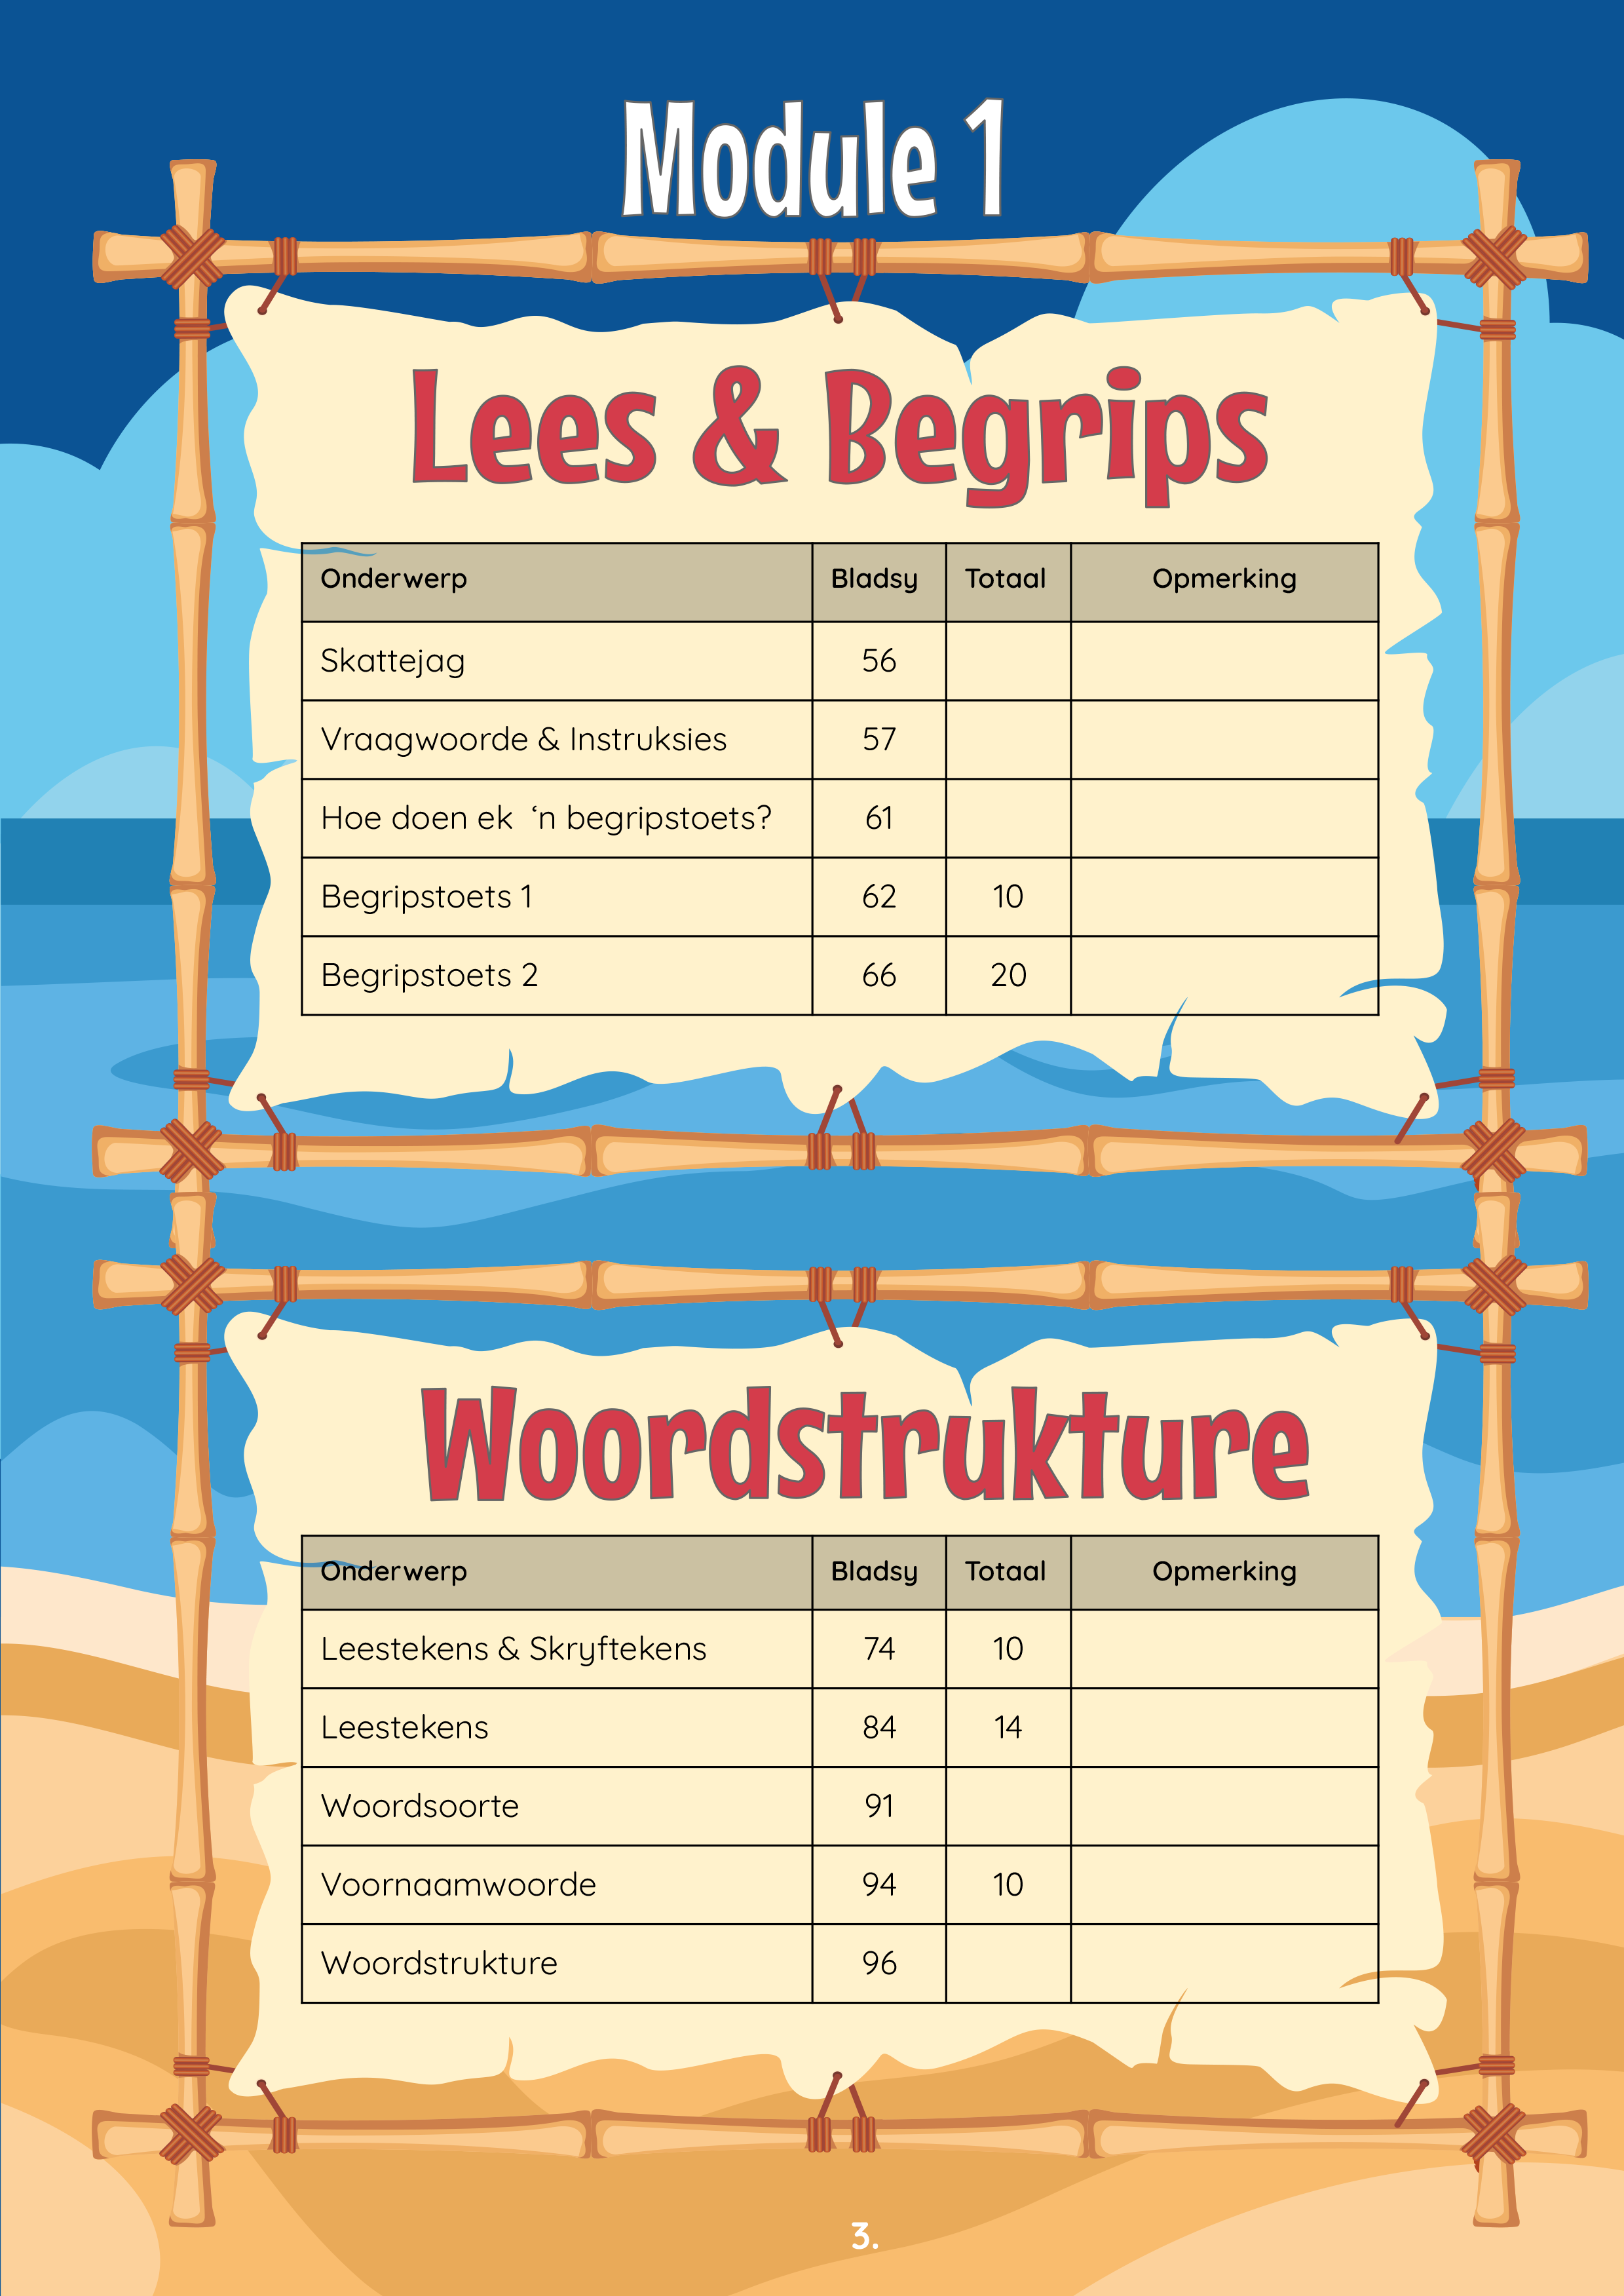 Module 1
Lees & Begrips
Onderwerp Bladsy Totaal Opmerking
Skattejag 56
Vraagwoorde & Instruksies 57
Hoe doen ek ‘n begripstoets? 61
Begripstoets 1 62 10
Begripstoets 2 66 20
Woordstrukture
Onderwerp Bladsy Totaal Opmerking
Leestekens & Skryftekens 74 10
Leestekens 84 14
Woordsoorte 91
Voornaamwoorde 94 10
Woordstrukture 96
3.